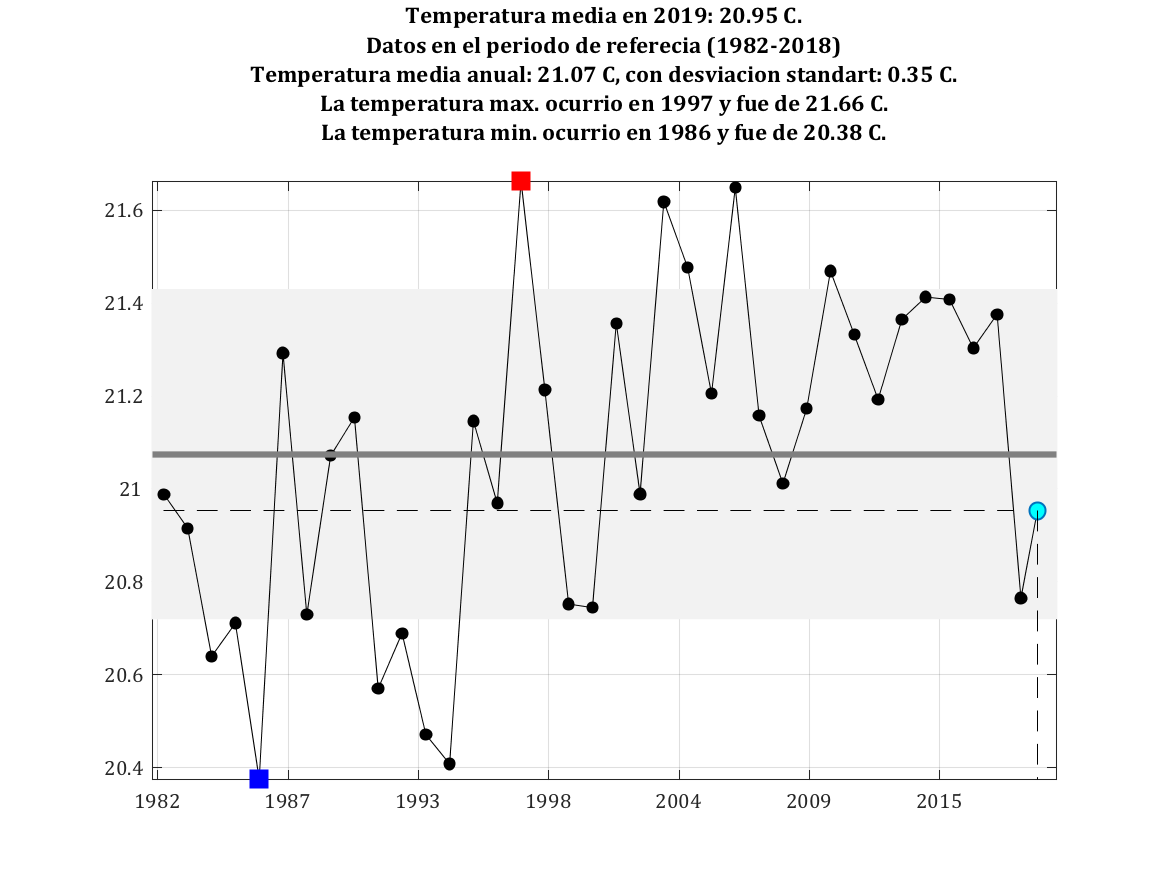 Temperatura media en 2019: 20.95 C.
Datos en el periodo de referecia (1982-2018)
Temperatura media anual: 21.07 C, con desviacion standart: 0.35 C.
La temperatura max. ocurrio en 1997 y fue de 21.66 C.
La temperatura min. ocurrio en 1986 y fue de 20.38 C.
21.6
21.4
21.2
21
20.8
20.6
20.4
1982 1987 1993 1998 2004 2009 2015